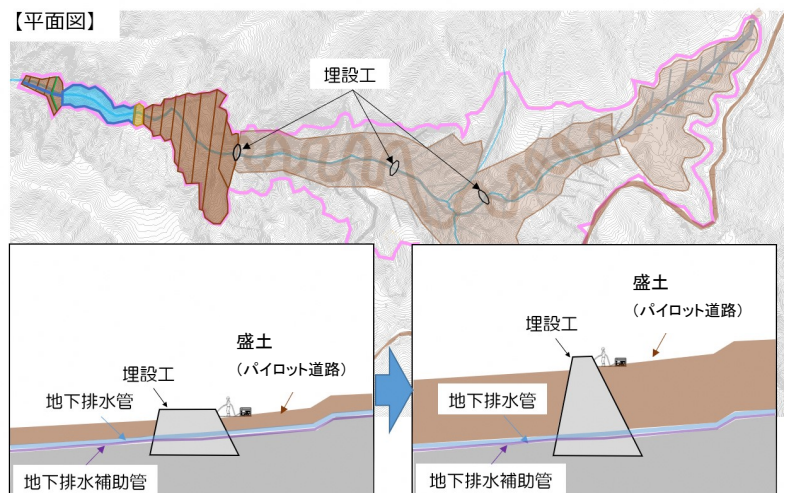 【平面図】
埋設工
盛土
（パイロット道路）
埋設工
地下排水管
地下排水補助管
盛土
（パイロット道路）
埋設工
地下排水管
地下排水補助管